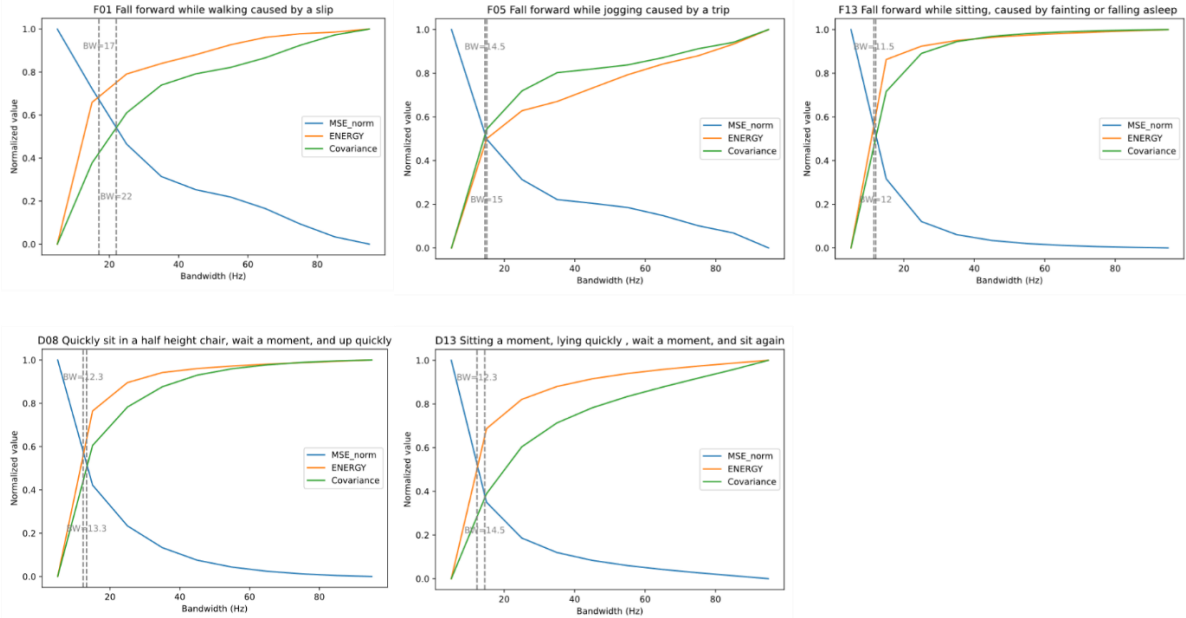 F01 Fall forward while walking caused by a slip
1.0
0.8
0.6
0.4
0.2
0.0
Normalized value
BW=17
BW=22
MSE_norm
ENERGY
Covariance
20 40 60 80
Bandwidth (Hz)
F05 Fall forward while jogging caused by a trip
1.0
0.8
0.6
0.4
0.2
0.0
Normalized value
BW=14.5
BW=15
MSE_norm
ENERGY
Covariance
20 40 60 80
Bandwidth (Hz)
F13 Fall forward while sitting, caused by fainting or falling asleep
1.0
0.8
0.6
0.4
0.2
0.0
Normalized value
BW=11.5
BW=12
MSE_norm
ENERGY
Covariance
20 40 60 80
Bandwidth (Hz)
D08 Quickly sit in a half height chair, wait a moment, and up quickly
1.0
0.8
0.6
0.4
0.2
0.0
Normalized value
BW=12.3
BW=13.3
MSE_norm
ENERGY
Covariance
20 40 60 80
Bandwidth (Hz)
D13 Sitting a moment, lying quickly , wait a moment, and sit again
1.0
0.8
0.6
0.4
0.2
0.0
Normalized value
BW=12.3
BW=14.5
MSE_norm
ENERGY
Covariance
20 40 60 80
Bandwidth (Hz)